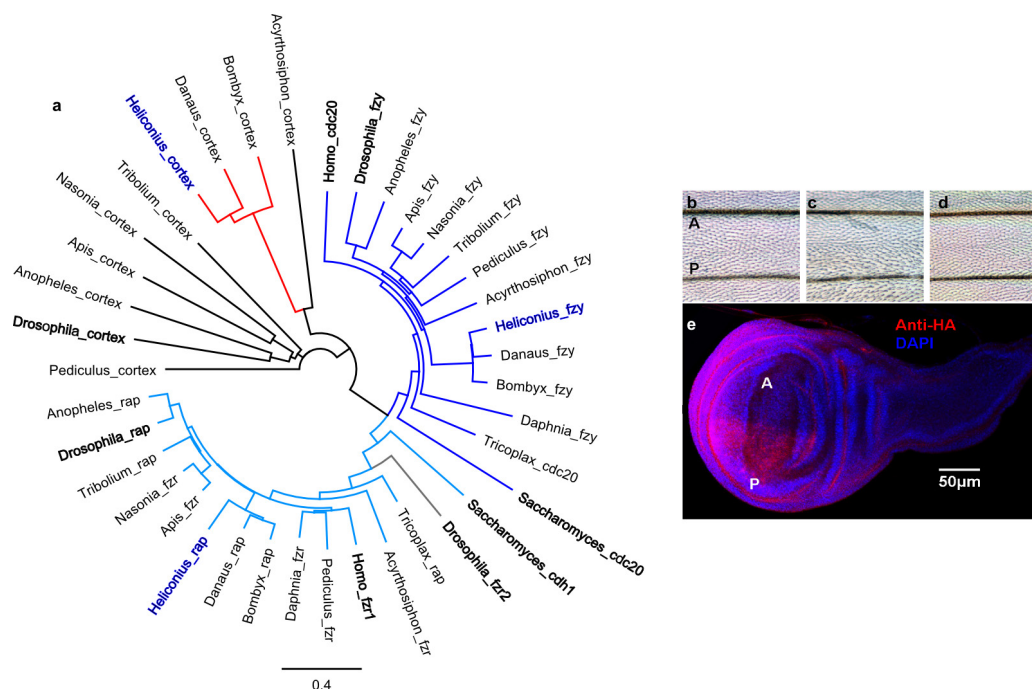 a
Acyrthosiphon_cortex
Bombyx_cortex
Danaus_cortex
Heliconius_cortex
Tribolium_cortex
Nasonia_cortex
Apis_cortex
Anopheles_cortex
Drosophila_cortex
Pediculus_cortex
Anopheles_rap
Drosophila_rap
Tribolium_rap
Nasonia_fzr
Apis_fzr
Heliconius_rap
Danaus_rap
Bombyx_rap
Daphnia_fzr
Pediculus_fzr
Homo_fzr1
Acyrthosiphon_fzr
Tricoplax_rap
Drosophila_fzr2
Saccharomyces_cdh1
Saccharomyces_cdc20
Tricoplax_cdc20
Daphnia_fzy
Bombyx_fzy
Danaus_fzy
Heliconius_fzy
Acyrthosiphon_fzy
Pediculus_fzy
Tribolium_fzy
Nasonia_fzy
Apis_fzy
Anopheles_fzy
Drosophila_fzy
Homo_cdc20
0.4
b
A
P
c
d
e
Anti-HA
DAPI
A
P
50µm